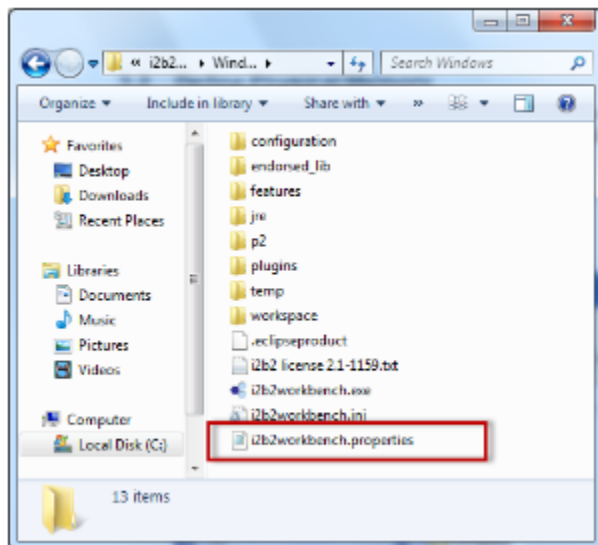 « i2b2... ▸ Wind... ▸
Search Windows
Organize ▾ Include in library ▾ Share with ▾ »
Favorites
Desktop
Downloads
Recent Places
Libraries
Documents
Music
Pictures
Videos
Computer
Local Disk (C:)
configuration
endorsed_lib
features
jre
p2
plugins
temp
workspace
.eclipseproduct
i2b2 license 2.1-1159.txt
i2b2workbench.exe
i2b2workbench.ini
i2b2workbench.properties
13 items